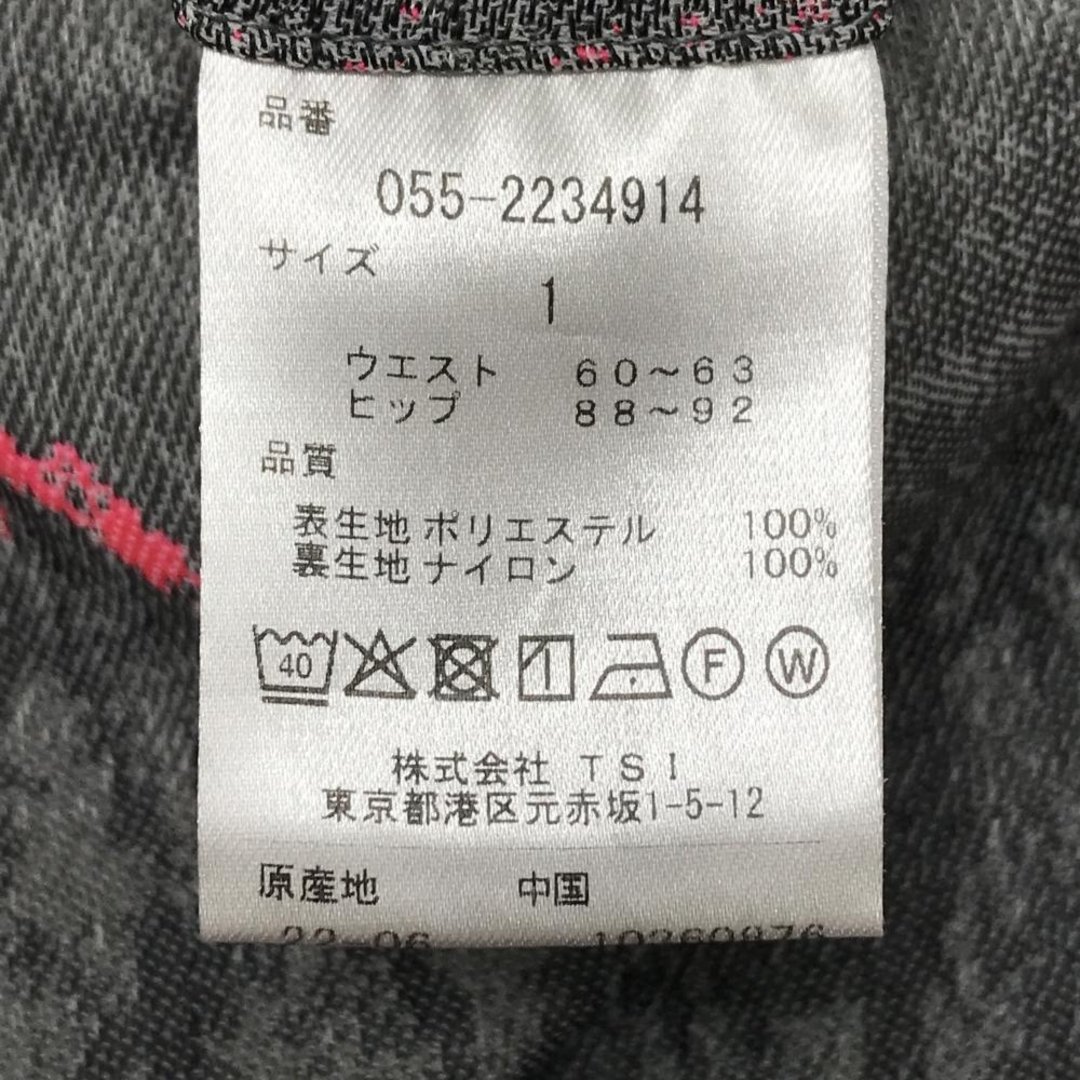 品番
055-2234914
サイズ
1
ウエスト 60~63
ヒップ 88~92
品質
表生地 ポリエステル 100%
裏生地 ナイロン 100%
40 F W
株式会社 TSI
東京都港区元赤坂1-5-12
原産地 中国
22-06